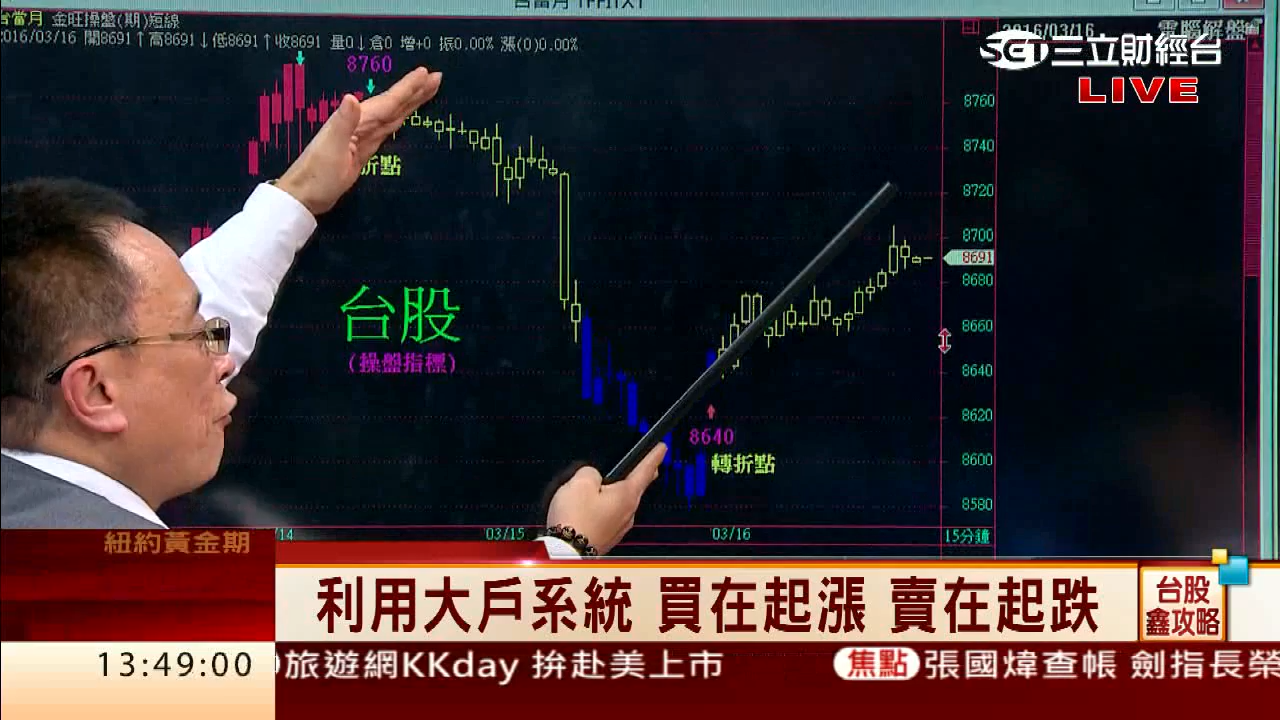 台當月 金旺操盤(期)短線
2016/03/16 開8691↑高8691↓低8691↑收8691 量0↓倉0 增+0 振0.00% 漲(0)0.00%
電腦解盤
SET 三立財經台
LIVE
8760
折點
8760
8740
8720
8700
8691
8680
8660
8640
8620
8600
8580
台股
(操盤指標)
8640
轉折點
/14
03/15
03/16
15分鐘
紐約黃金期
利用大戶系統 買在起漲 賣在起跌
台股
鑫攻略
13:49:00
旅遊網KKday 拚赴美上市
焦點 張國煒查帳 劍指長榮